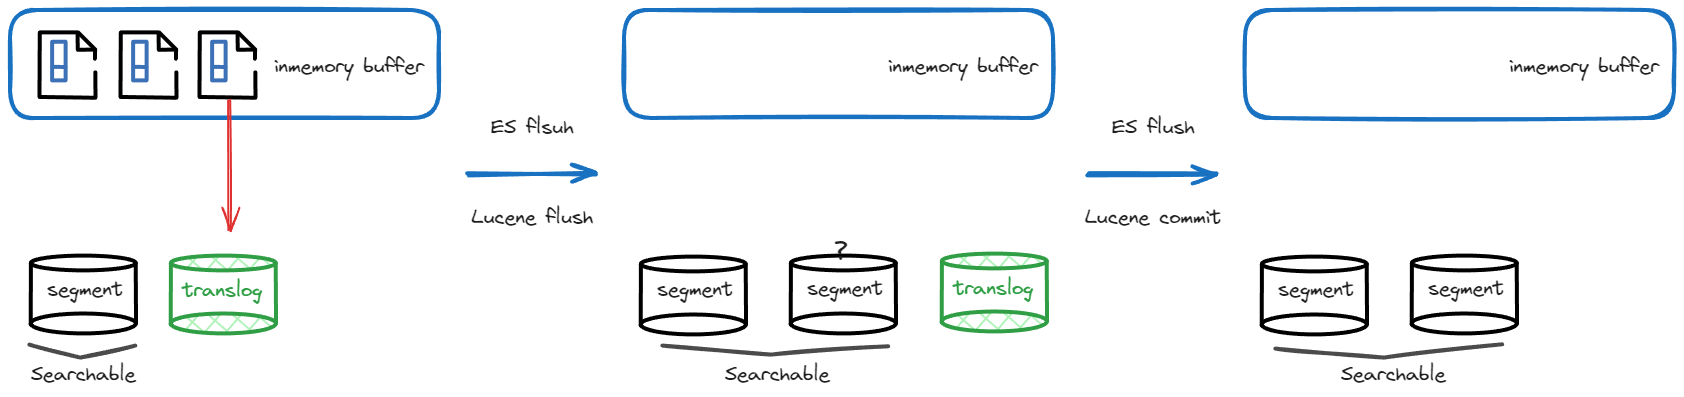 inmemory buffer
inmemory buffer
inmemory buffer
ES flsuh
ES flush
Lucene flush
Lucene commit
?
segment
translog
segment
segment
translog
segment
segment
Searchable
Searchable
Searchable